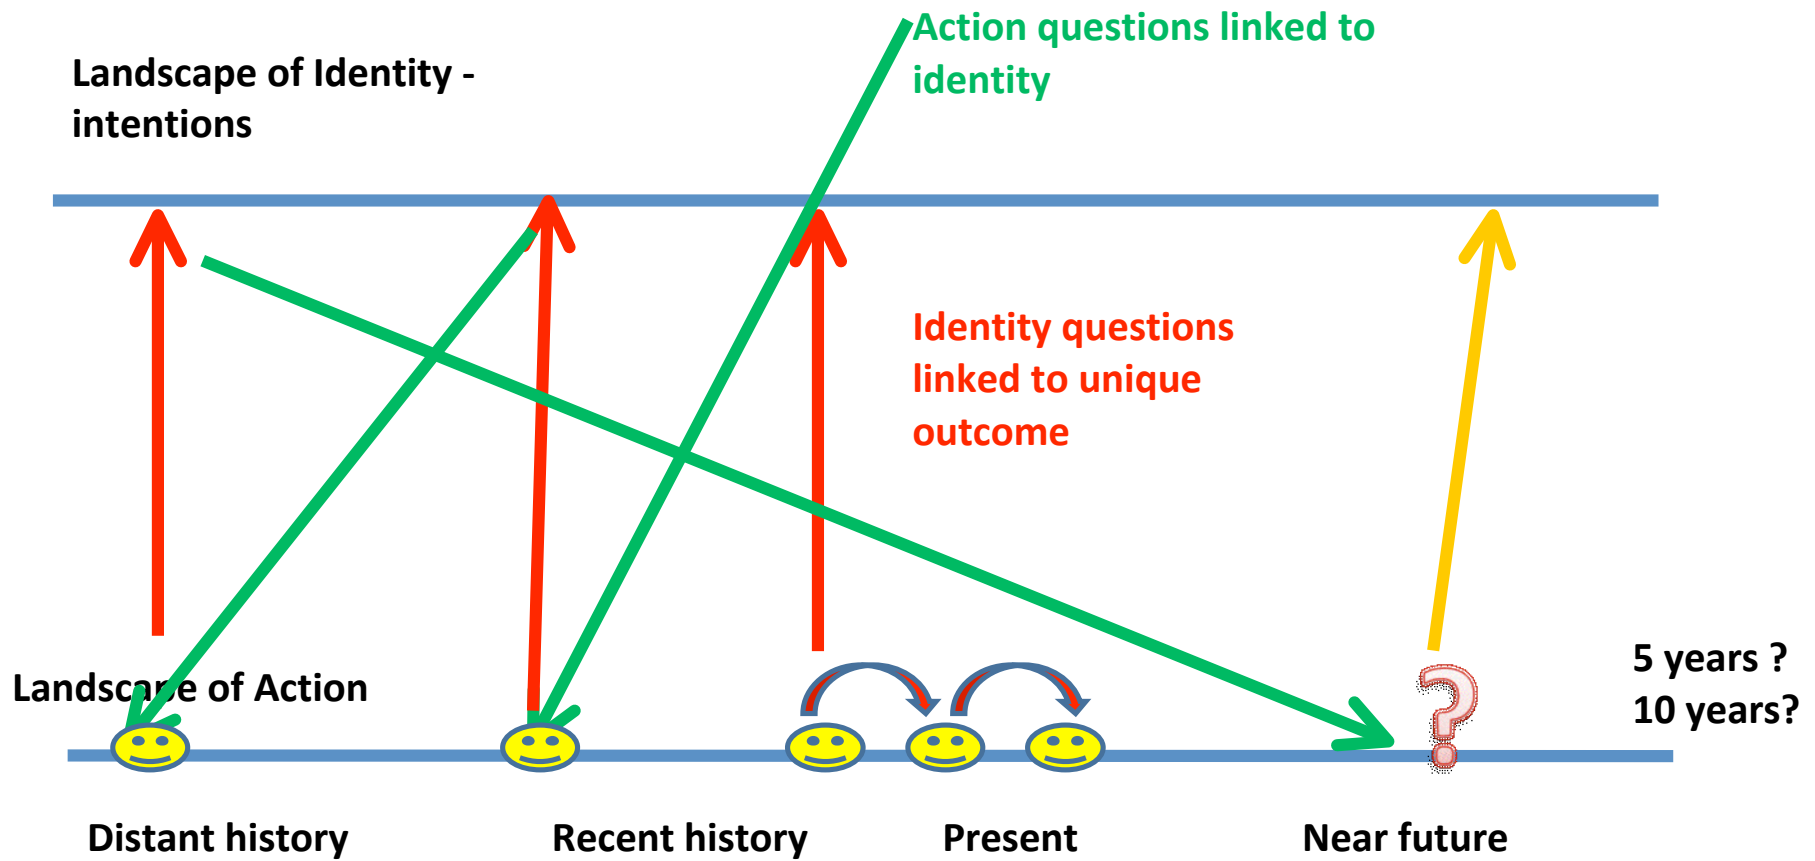 Action questions linked to
identity
Landscape of Identity -
intentions
Identity questions
linked to unique
outcome
5 years ?
10 years?
Landscape of Action
?
Distant history
Recent history
Present
Near future